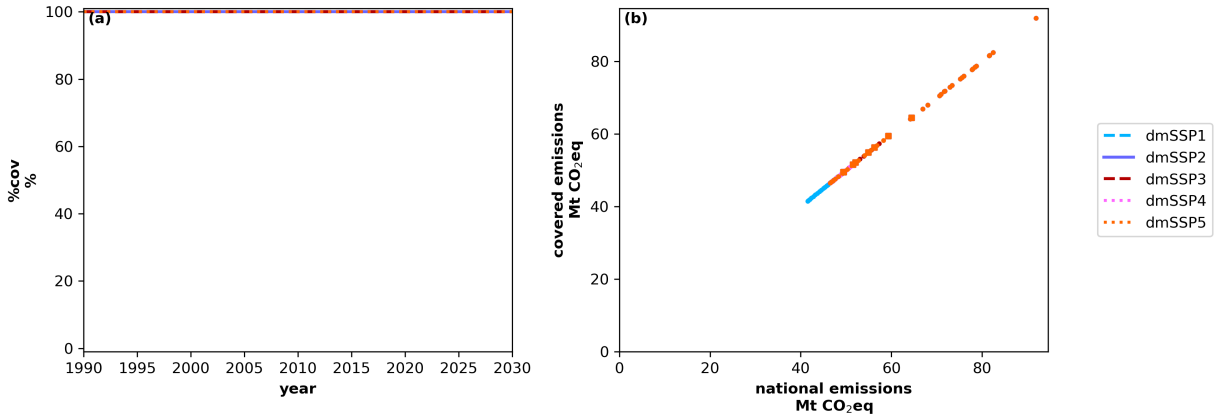 (a)
100
80
60
40
20
0
%cov
%
1990 1995 2000 2005 2010 2015 2020 2025 2030
year
(b)
80
60
40
20
0
covered emissions
Mt CO₂eq
0 20 40 60 80
national emissions
Mt CO₂eq
dmSSP1
dmSSP2
dmSSP3
dmSSP4
dmSSP5